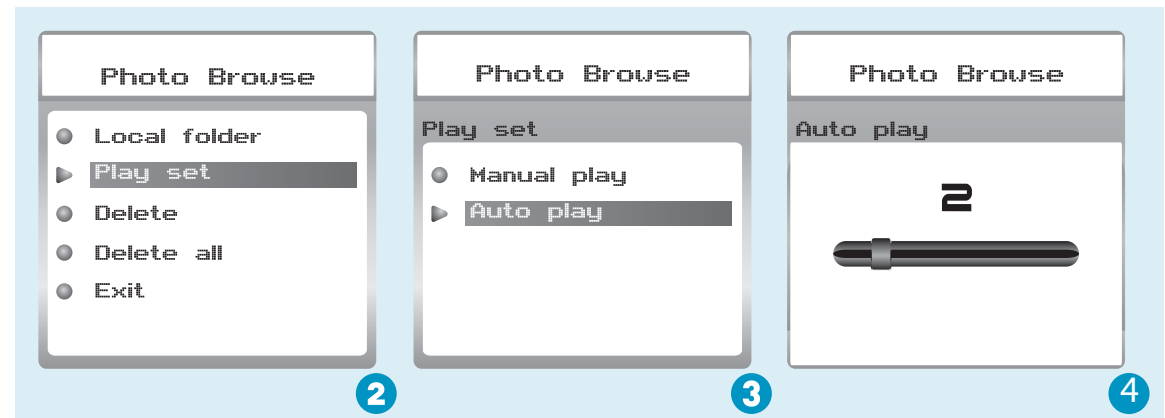 Photo Browse
Local folder
Play set
Delete
Delete all
Exit
2
Photo Browse
Play set
Manual play
Auto play
3
Photo Browse
Auto play
2
4